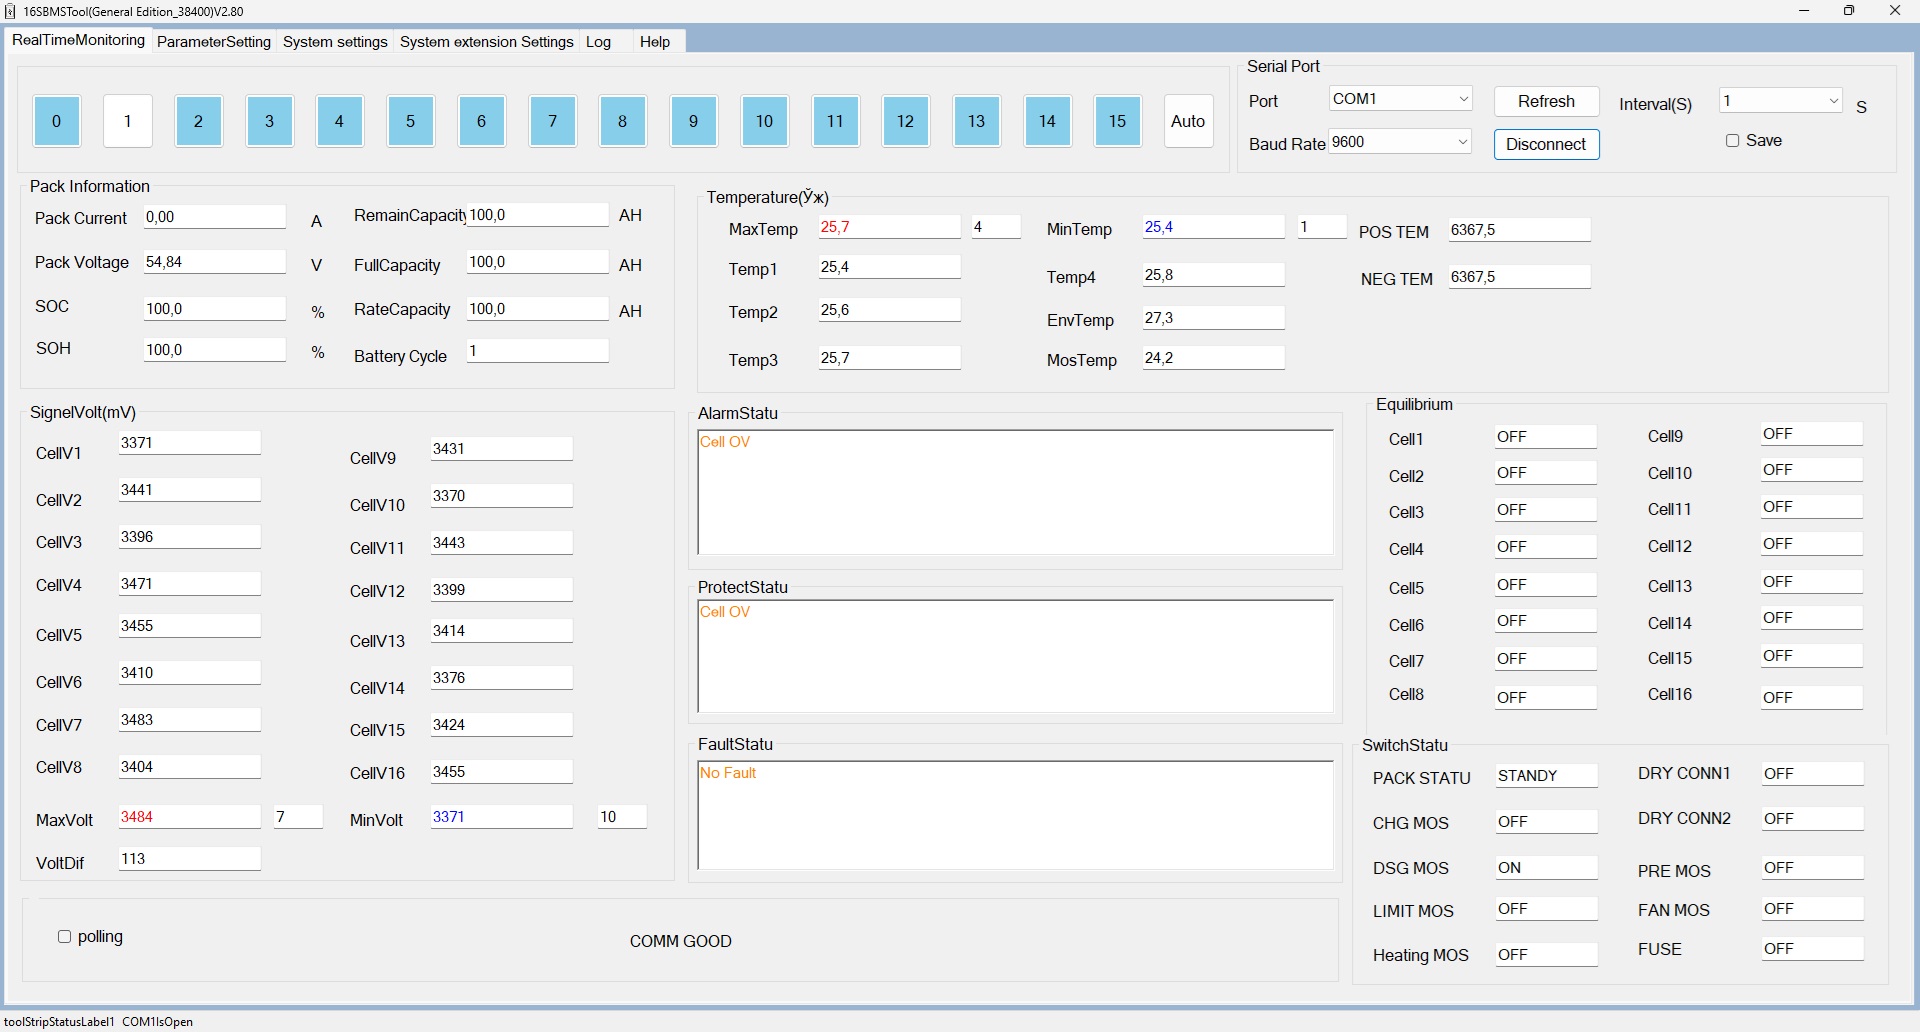 16SBMSTool(General Edition_38400)V2.80
RealTimeMonitoring ParameterSetting System settings System extension Settings Log Help
0 1 2 3 4 5 6 7 8 9 10 11 12 13 14 15 Auto
Serial Port
Port COM1 Refresh Interval(S) 1 S
Baud Rate 9600 Disconnect Save
Pack Information
Pack Current 0,00 A RemainCapacity 100,0 AH
Pack Voltage 54,84 V FullCapacity 100,0 AH
SOC 100,0 % RateCapacity 100,0 AH
SOH 100,0 % Battery Cycle 1
Temperature(Ўж)
MaxTemp 25,7 4 MinTemp 25,4 1 POS TEM 6367,5
Temp1 25,4 Temp4 25,8 NEG TEM 6367,5
Temp2 25,6 EnvTemp 27,3
Temp3 25,7 MosTemp 24,2
SignelVolt(mV)
CellV1 3371 CellV9 3431
CellV2 3441 CellV10 3370
CellV3 3396 CellV11 3443
CellV4 3471 CellV12 3399
CellV5 3455 CellV13 3414
CellV6 3410 CellV14 3376
CellV7 3483 CellV15 3424
CellV8 3404 CellV16 3455
MaxVolt 3484 7 MinVolt 3371 10
VoltDif 113
AlarmStatu
Cell OV
ProtectStatu
Cell OV
FaultStatu
No Fault
Equilibrium
Cell1 OFF Cell9 OFF
Cell2 OFF Cell10 OFF
Cell3 OFF Cell11 OFF
Cell4 OFF Cell12 OFF
Cell5 OFF Cell13 OFF
Cell6 OFF Cell14 OFF
Cell7 OFF Cell15 OFF
Cell8 OFF Cell16 OFF
SwitchStatu
PACK STATU STANDY DRY CONN1 OFF
CHG MOS OFF DRY CONN2 OFF
DSG MOS ON PRE MOS OFF
LIMIT MOS OFF FAN MOS OFF
Heating MOS OFF FUSE OFF
polling COMM GOOD
toolStripStatusLabel1 COM1IsOpen